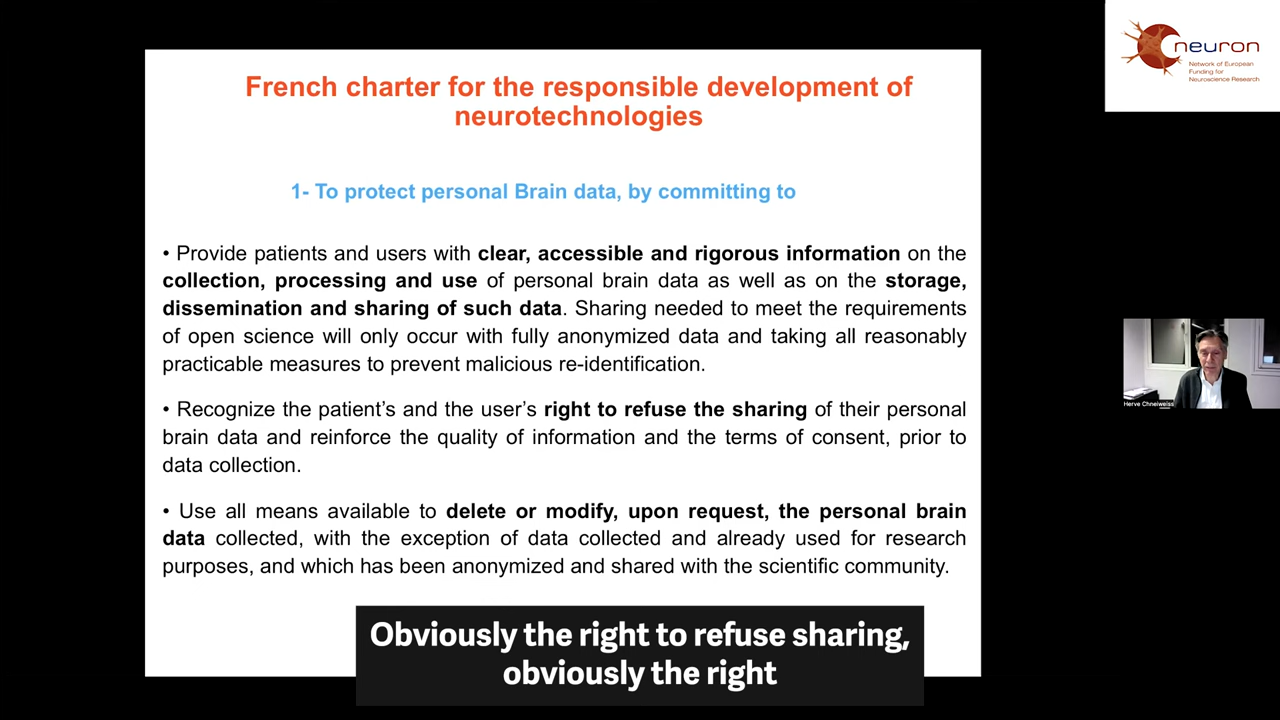 neuron
Network of European
Funding for
Neuroscience Research
French charter for the responsible development of
neurotechnologies
1- To protect personal Brain data, by committing to
• Provide patients and users with clear, accessible and rigorous information on the
collection, processing and use of personal brain data as well as on the storage,
dissemination and sharing of such data. Sharing needed to meet the requirements
of open science will only occur with fully anonymized data and taking all reasonably
practicable measures to prevent malicious re-identification.
• Recognize the patient's and the user's right to refuse the sharing of their personal
brain data and reinforce the quality of information and the terms of consent, prior to
data collection.
• Use all means available to delete or modify, upon request, the personal brain
data collected, with the exception of data collected and already used for research
purposes, and which has been anonymized and shared with the scientific community.
Herve Chneiweiss
Obviously the right to refuse sharing,
obviously the right